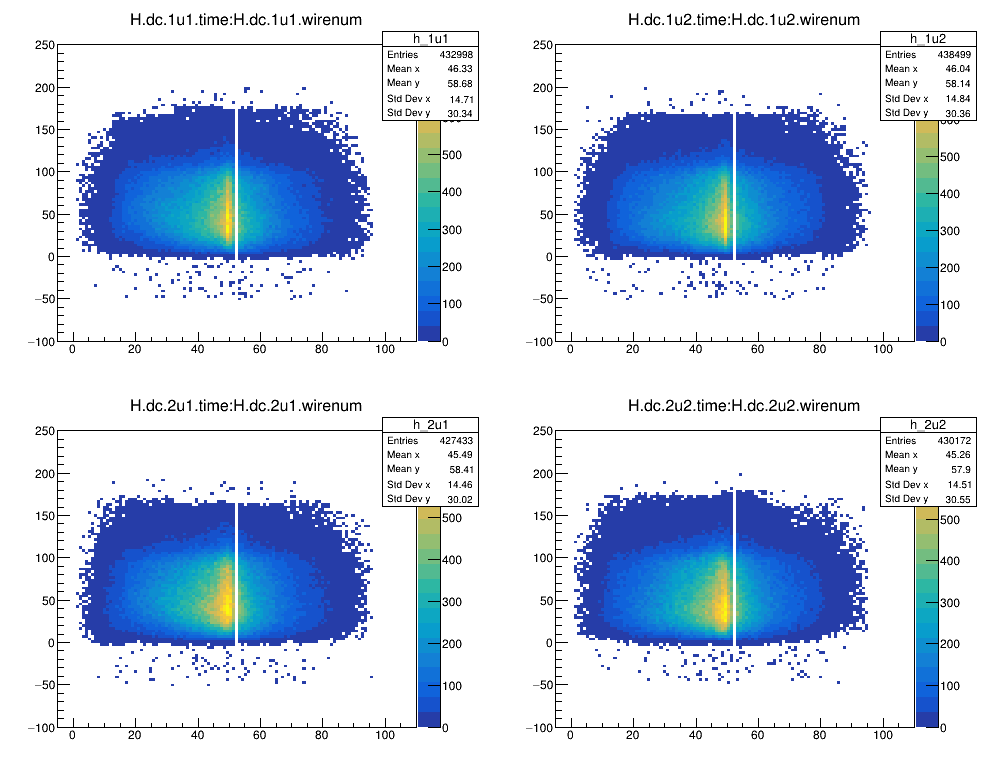 H.dc.1u1.time:H.dc.1u1.wirenum
h_1u1
Entries 432998
Mean x 46.33
Mean y 58.68
Std Dev x 14.71
Std Dev y 30.34
250
200
150
100
50
0
−50
−100
0 20 40 60 80 100
500
400
300
200
100
0
H.dc.1u2.time:H.dc.1u2.wirenum
h_1u2
Entries 438499
Mean x 46.04
Mean y 58.14
Std Dev x 14.84
Std Dev y 30.36
250
200
150
100
50
0
−50
−100
0 20 40 60 80 100
500
400
300
200
100
0
H.dc.2u1.time:H.dc.2u1.wirenum
h_2u1
Entries 427433
Mean x 45.49
Mean y 58.41
Std Dev x 14.46
Std Dev y 30.02
250
200
150
100
50
0
−50
−100
0 20 40 60 80 100
500
400
300
200
100
0
H.dc.2u2.time:H.dc.2u2.wirenum
h_2u2
Entries 430172
Mean x 45.26
Mean y 57.9
Std Dev x 14.51
Std Dev y 30.55
250
200
150
100
50
0
−50
−100
0 20 40 60 80 100
500
400
300
200
100
0